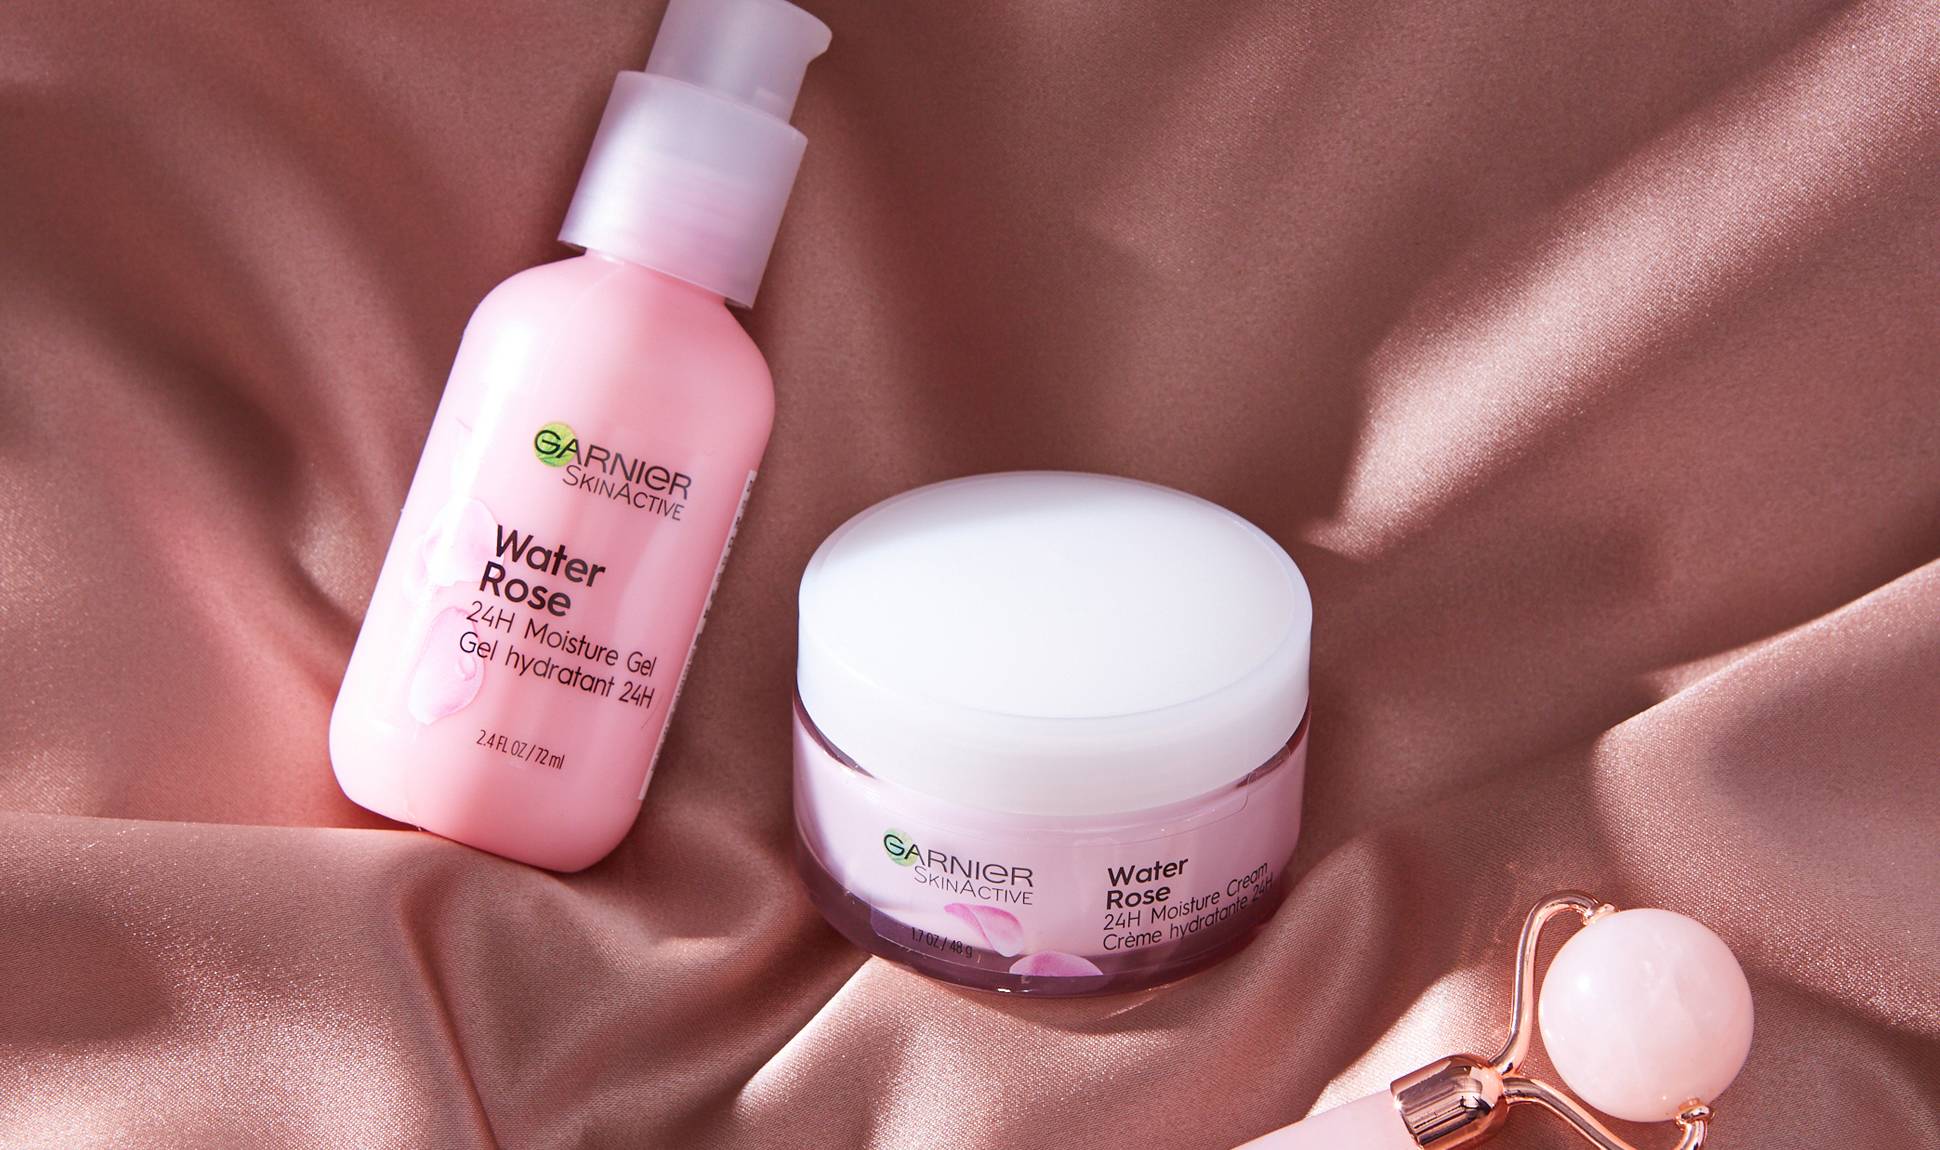 GARNIER
SKINACTIVE
Water
Rose
24H Moisture Gel
Gel hydratant 24H
2.4 FL OZ / 72 ml
GARNIER
SKINACTIVE
1.7 OZ / 48 g
Water
Rose
24H Moisture Cream
Crème hydratante 24H